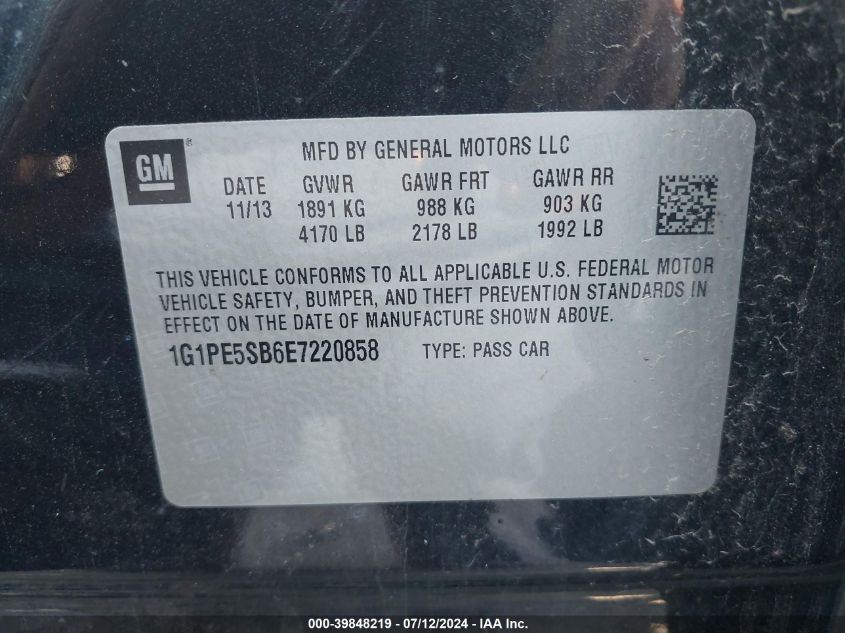 GM® MFD BY GENERAL MOTORS LLC
DATE GVWR GAWR FRT GAWR RR
11/13 1891 KG 988 KG 903 KG
4170 LB 2178 LB 1992 LB
THIS VEHICLE CONFORMS TO ALL APPLICABLE U.S. FEDERAL MOTOR
VEHICLE SAFETY, BUMPER, AND THEFT PREVENTION STANDARDS IN
EFFECT ON THE DATE OF MANUFACTURE SHOWN ABOVE.
1G1PE5SB6E7220858 TYPE: PASS CAR
000-39848219 - 07/12/2024 - IAA Inc.